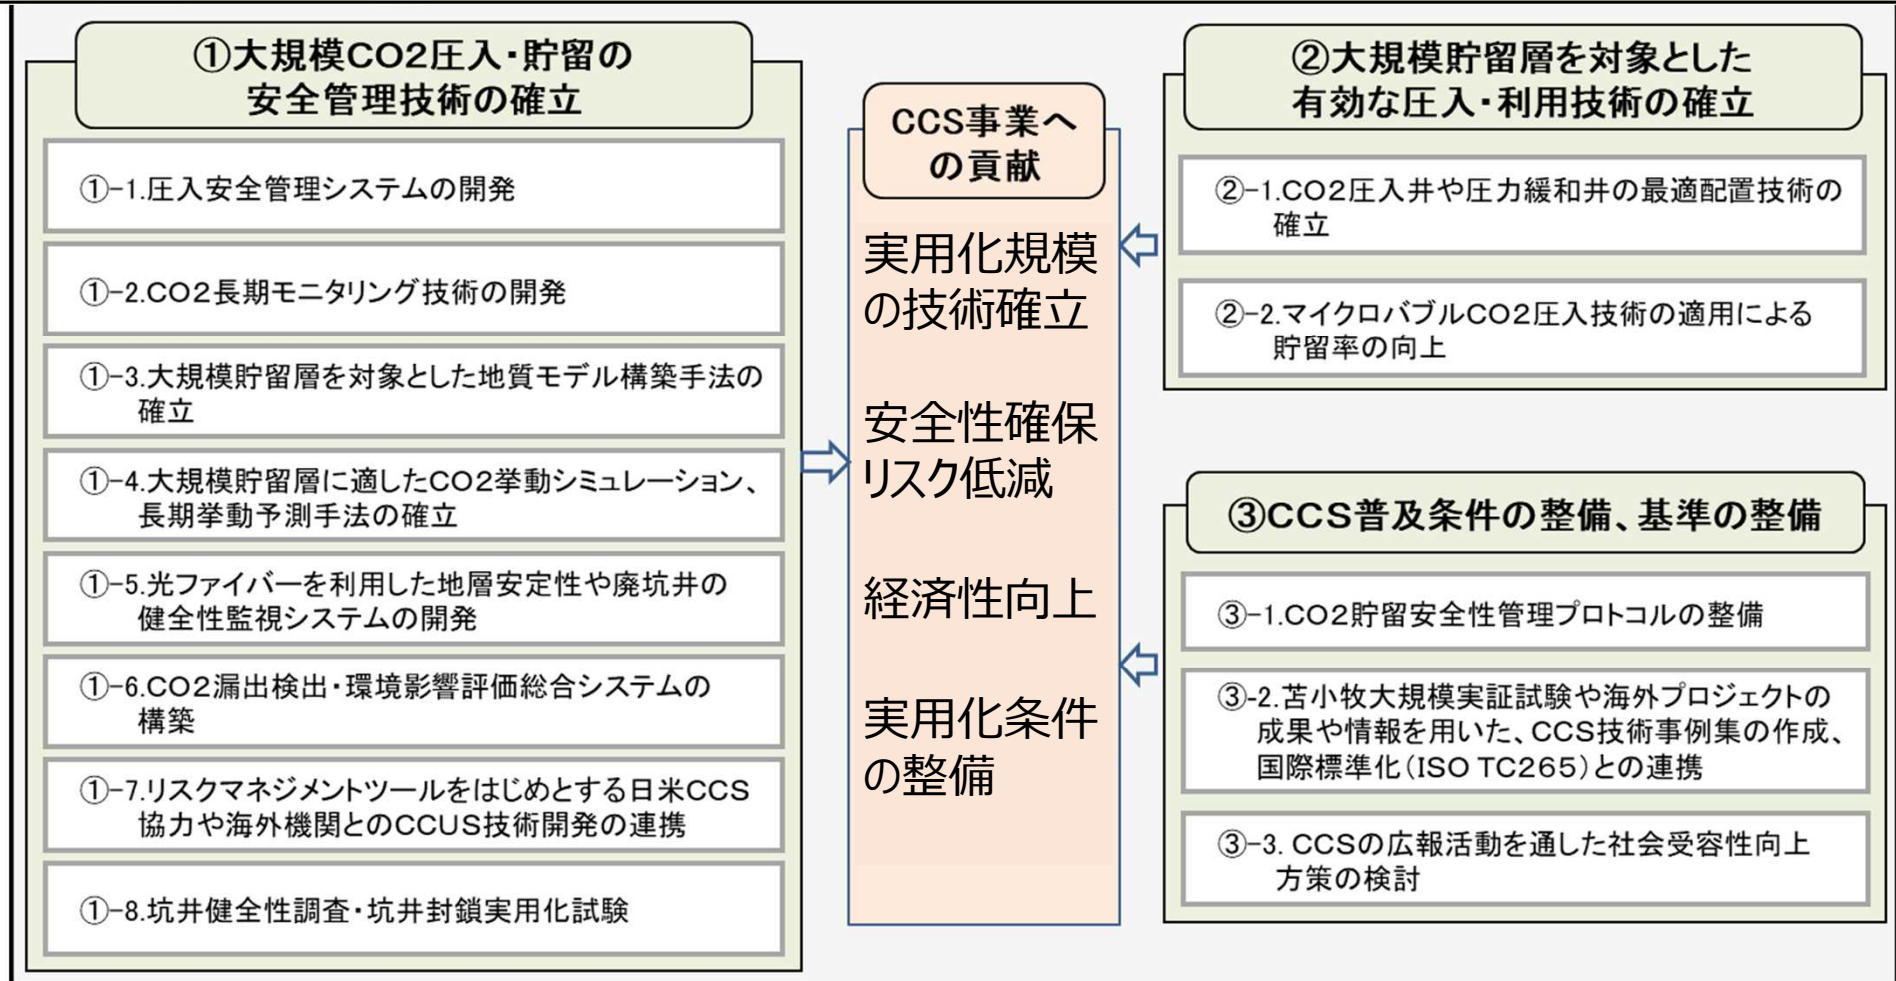 ①大規模CO2圧入・貯留の
安全管理技術の確立
①-1.圧入安全管理システムの開発
①-2.CO2長期モニタリング技術の開発
①-3.大規模貯留層を対象とした地質モデル構築手法の
確立
①-4.大規模貯留層に適したCO2挙動シミュレーション、
長期挙動予測手法の確立
①-5.光ファイバーを利用した地層安定性や廃坑井の
健全性監視システムの開発
①-6.CO2漏出検出・環境影響評価総合システムの
構築
①-7.リスクマネジメントツールをはじめとする日米CCS
協力や海外機関とのCCUS技術開発の連携
①-8.坑井健全性調査・坑井封鎖実用化試験
CCS事業へ
の貢献
実用化規模
の技術確立
安全性確保
リスク低減
経済性向上
実用化条件
の整備
②大規模貯留層を対象とした
有効な圧入・利用技術の確立
②-1.CO2圧入井や圧力緩和井の最適配置技術の
確立
②-2.マイクロバブルCO2圧入技術の適用による
貯留率の向上
③CCS普及条件の整備、基準の整備
③-1.CO2貯留安全性管理プロトコルの整備
③-2.苫小牧大規模実証試験や海外プロジェクトの
成果や情報を用いた、CCS技術事例集の作成、
国際標準化（ISO TC265）との連携
③-3. CCSの広報活動を通した社会受容性向上
方策の検討